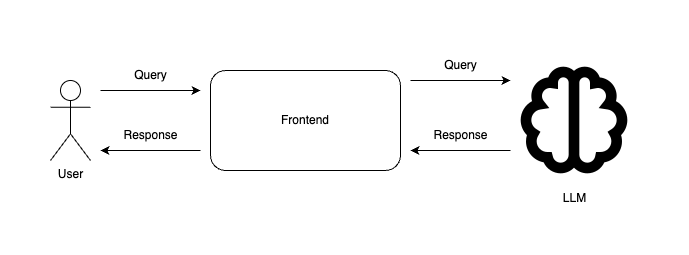 Query
Query
Frontend
Response
Response
User
LLM